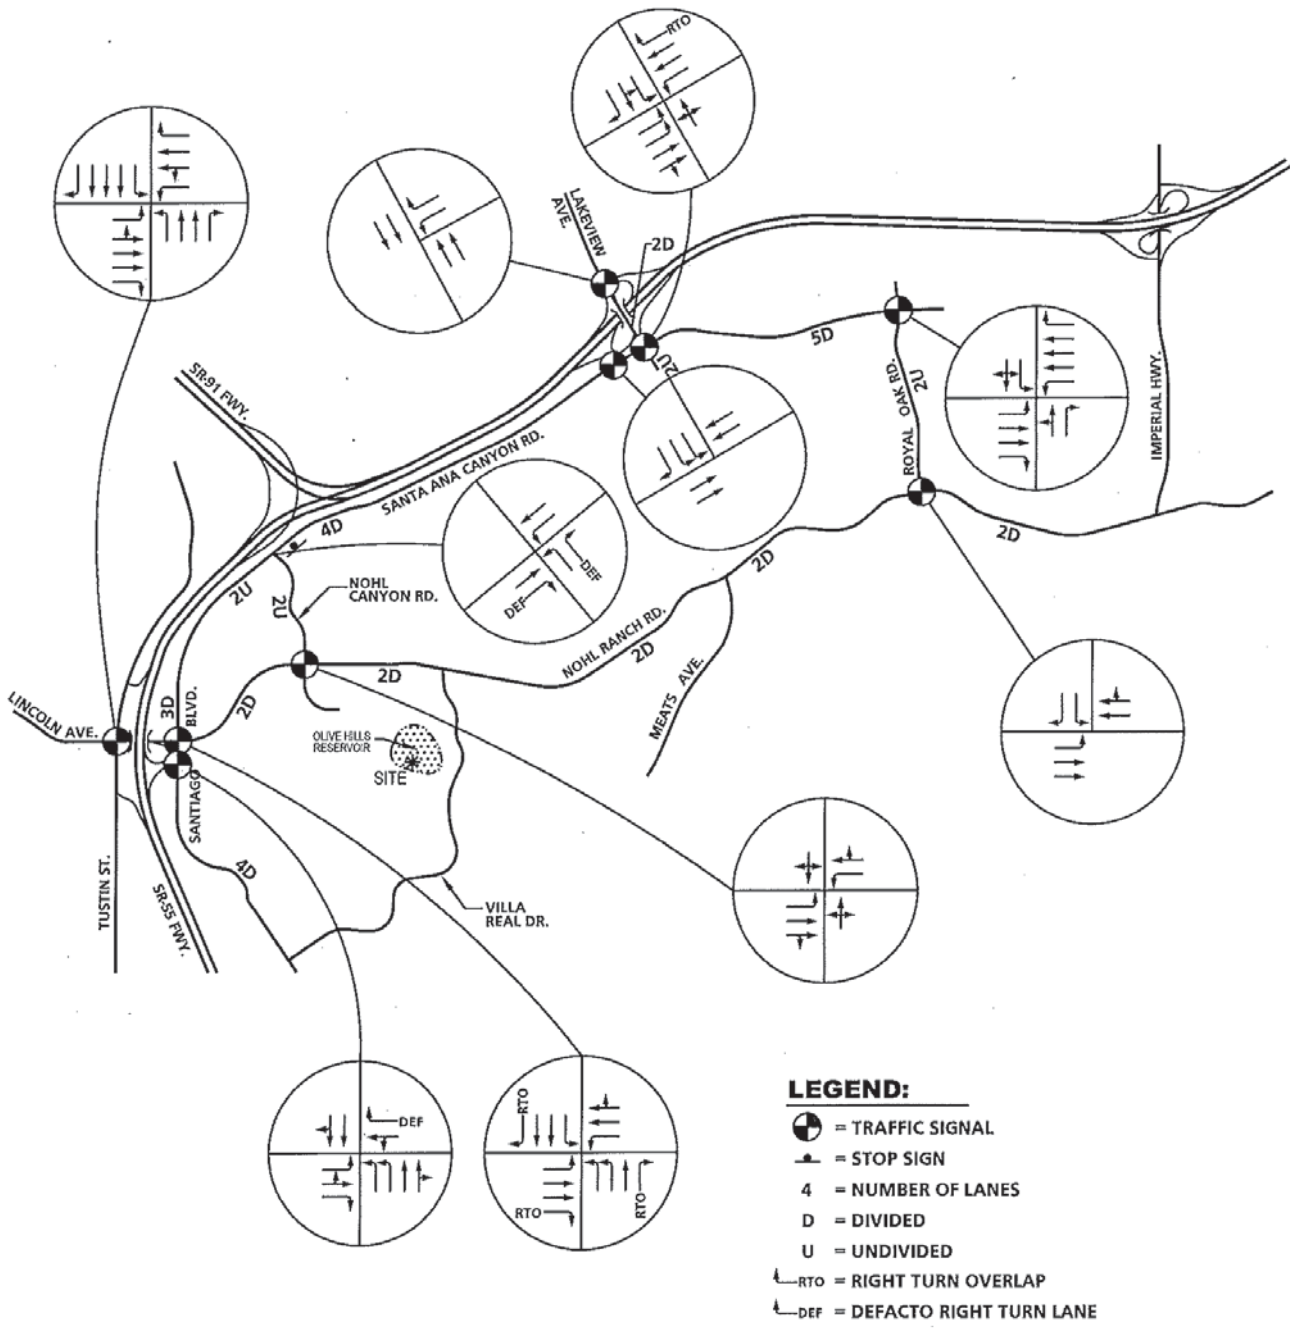 RTO
LAKEVIEW
AVE.
2D
2U
5D
ROYAL OAK RD.
2U
IMPERIAL HWY.
SR-91 FWY.
SANTA ANA CANYON RD.
4D
2U
2U
NOHL
CANYON RD.
DEF
DEF
2D
2D
NOHL RANCH RD.
2D
MEATS AVE.
2D
2D
3D
SANTIAGO BLVD.
LINCOLN AVE.
OLIVE HILLS
RESERVOIR
SITE
4D
TUSTIN ST.
SR-55 FWY.
VILLA
REAL DR.
DEF
RTO
RTO
RTO
LEGEND:
= TRAFFIC SIGNAL
= STOP SIGN
4 = NUMBER OF LANES
D = DIVIDED
U = UNDIVIDED
RTO = RIGHT TURN OVERLAP
DEF = DEFACTO RIGHT TURN LANE